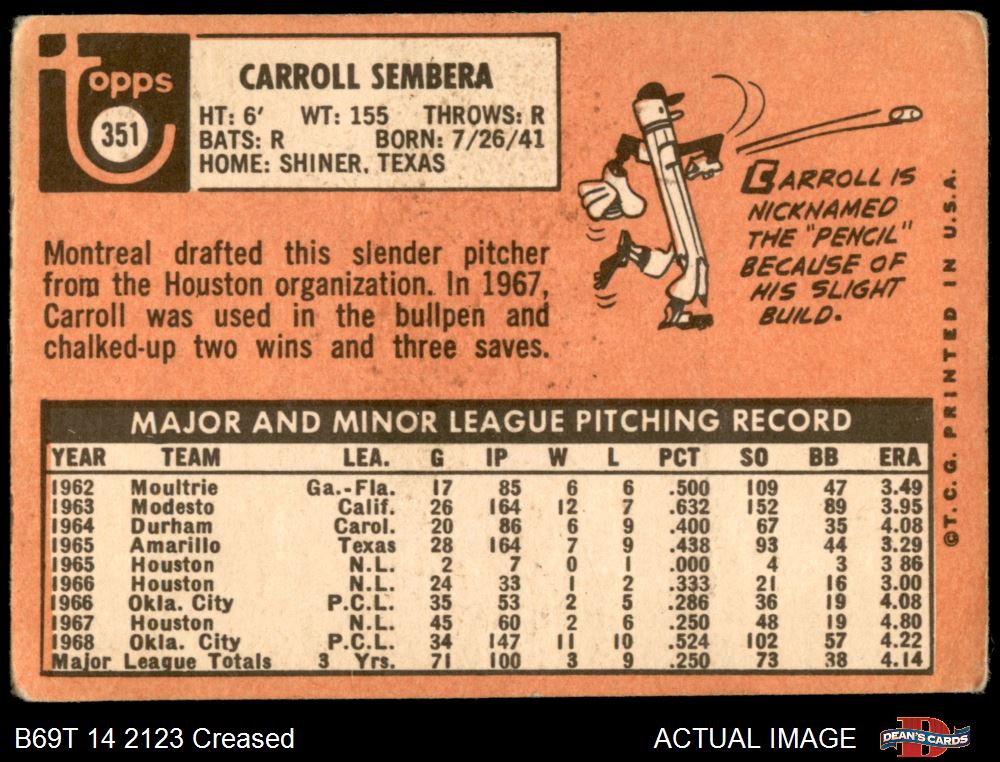 topps
351
CARROLL SEMBERA
HT: 6' WT: 155 THROWS: R
BATS: R BORN: 7/26/41
HOME: SHINER, TEXAS
Montreal drafted this slender pitcher
from the Houston organization. In 1967,
Carroll was used in the bullpen and
chalked-up two wins and three saves.
CARROLL IS
NICKNAMED
THE "PENCIL"
BECAUSE OF
HIS SLIGHT
BUILD.
©T.C.G. PRINTED IN U.S.A.
MAJOR AND MINOR LEAGUE PITCHING RECORD
YEAR TEAM LEA. G IP W L PCT SO BB ERA
1962 Moultrie Ga.-Fla. 17 85 6 6 .500 109 47 3.49
1963 Modesto Calif. 26 164 12 7 .632 152 89 3.95
1964 Durham Carol. 20 86 6 9 .400 67 35 4.08
1965 Amarillo Texas 28 164 7 9 .438 93 44 3.29
1965 Houston N.L. 2 7 0 1 .000 4 3 3 86
1966 Houston N.L. 24 33 1 2 .333 21 16 3.00
1966 Okla. City P.C.L. 35 53 2 5 .286 36 19 4.08
1967 Houston N.L. 45 60 2 6 .250 48 19 4.80
1968 Okla. City P.C.L. 34 147 11 10 .524 102 57 4.22
Major League Totals 3 Yrs. 71 100 3 9 .250 73 38 4.14
B69T 14 2123 Creased
ACTUAL IMAGE
D
DEAN'S CARDS